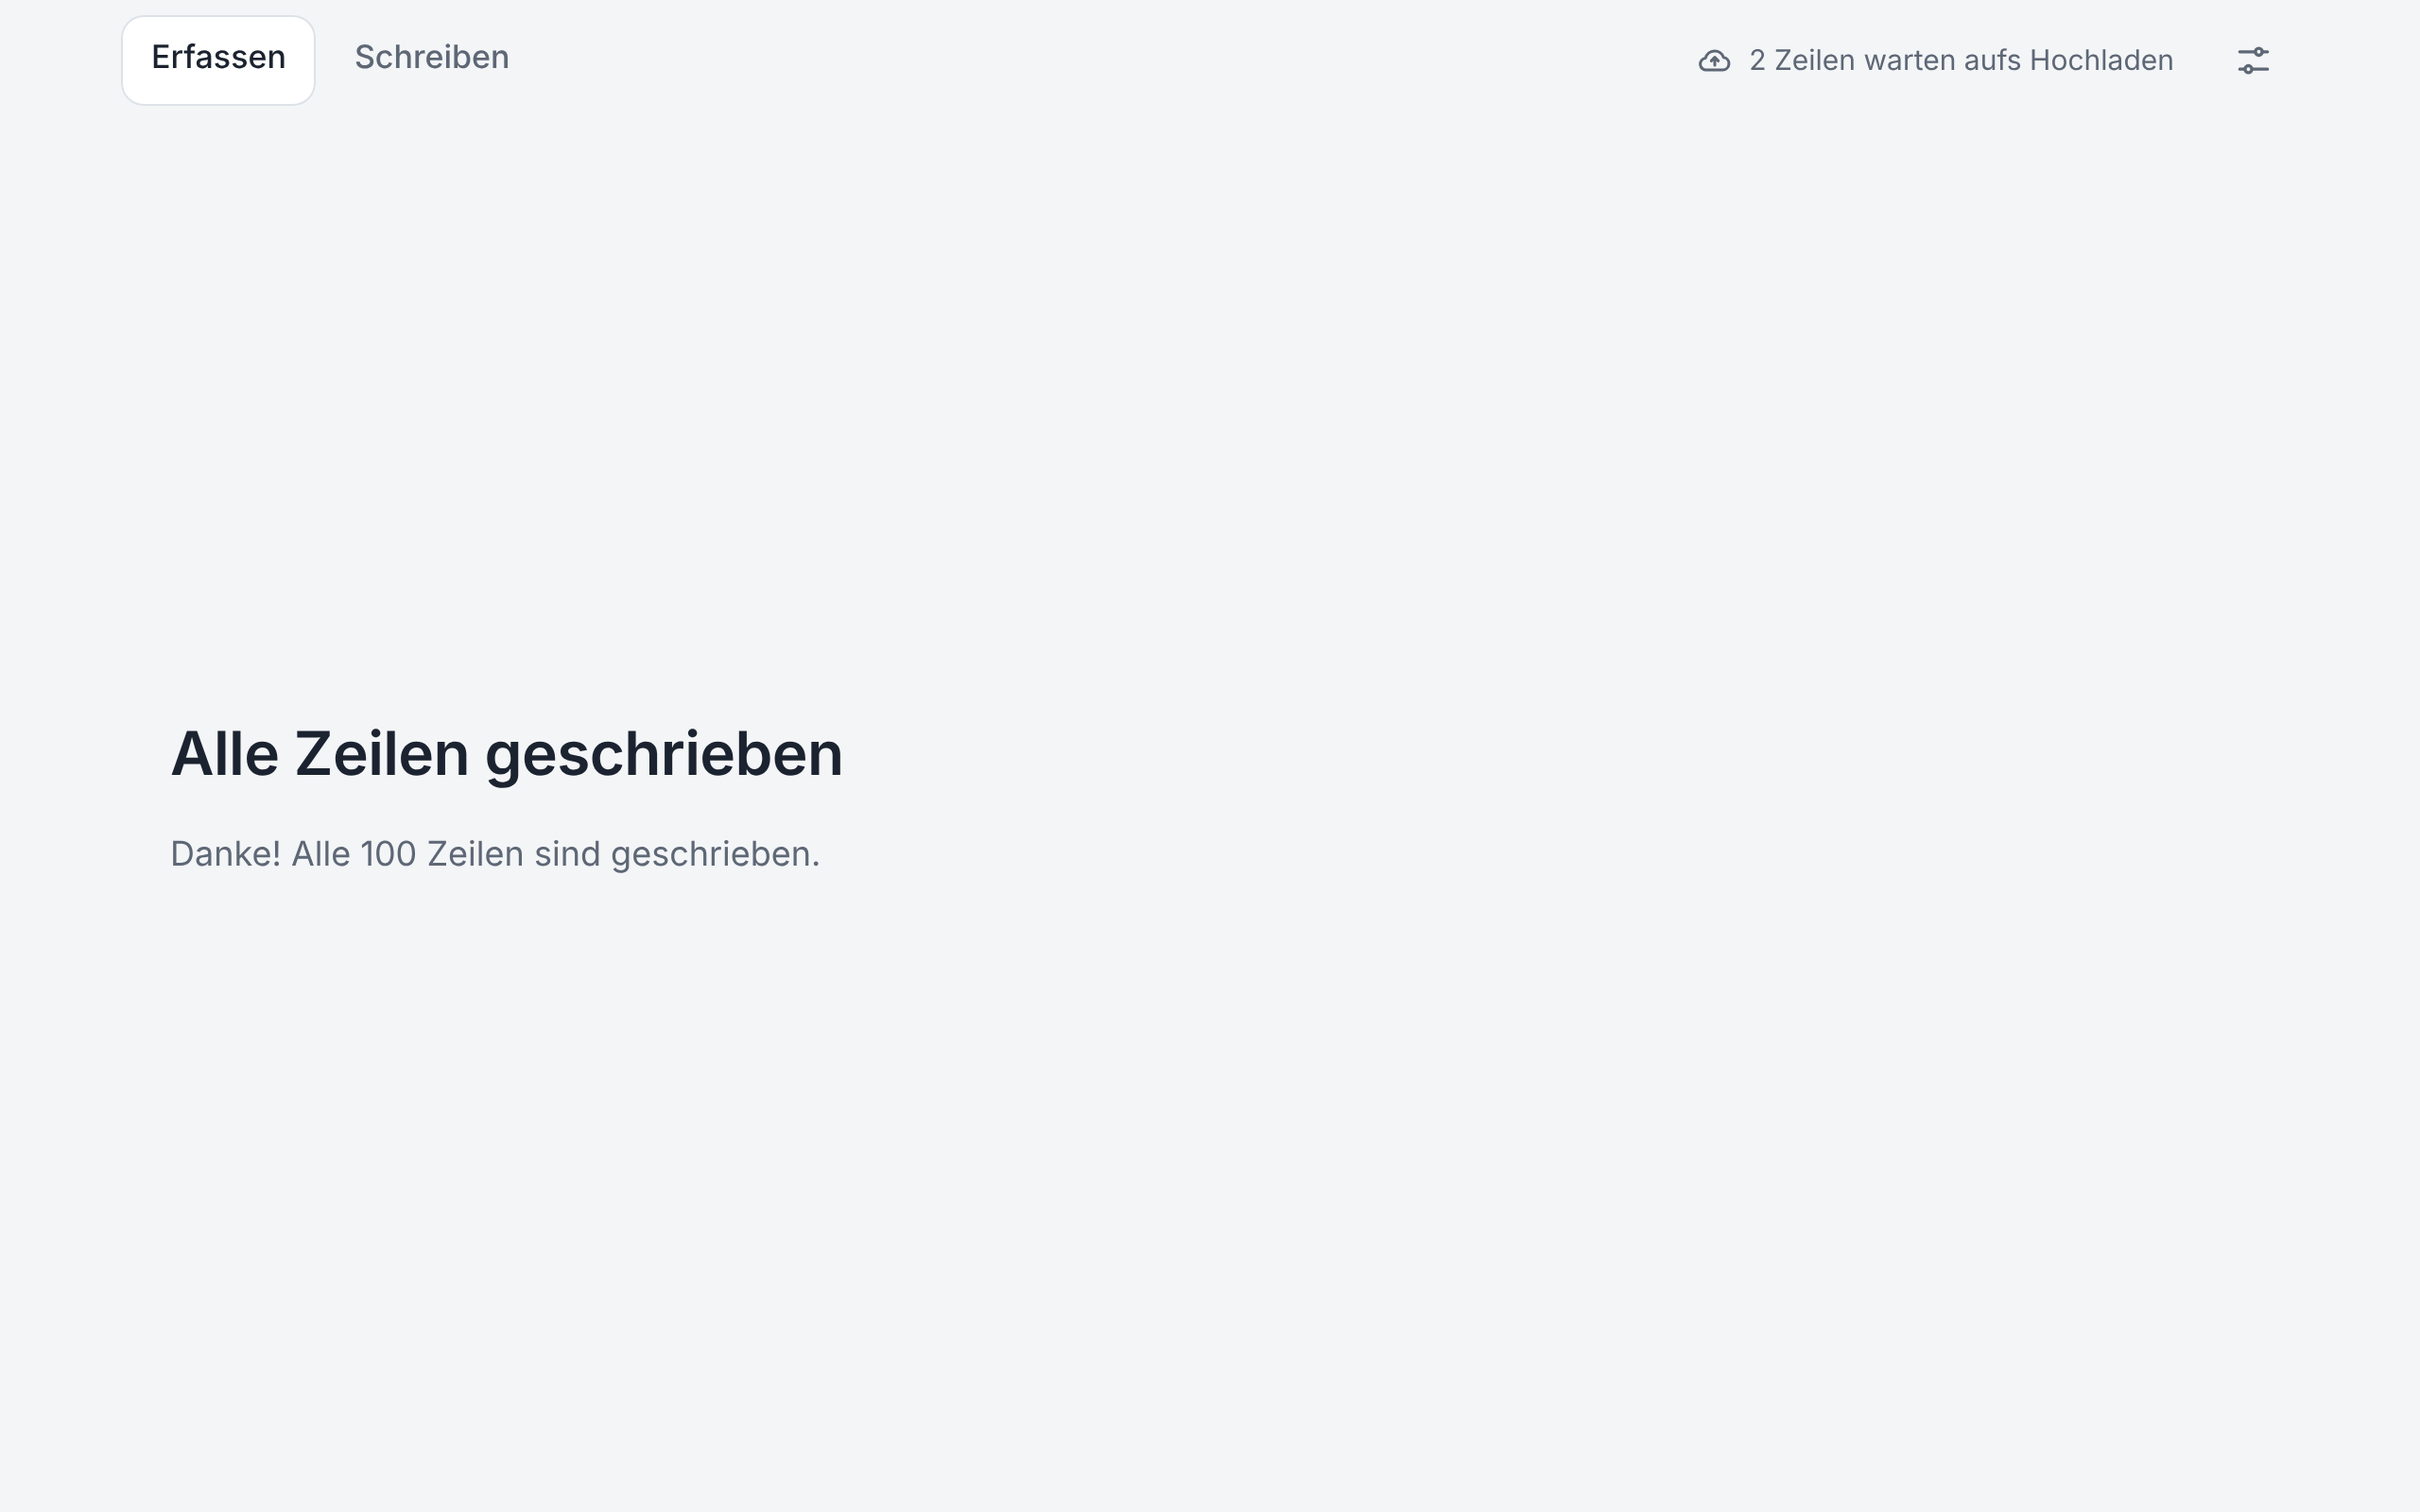 Erfassen Schreiben 2 Zeilen warten aufs Hochladen
Alle Zeilen geschrieben
Danke! Alle 100 Zeilen sind geschrieben.